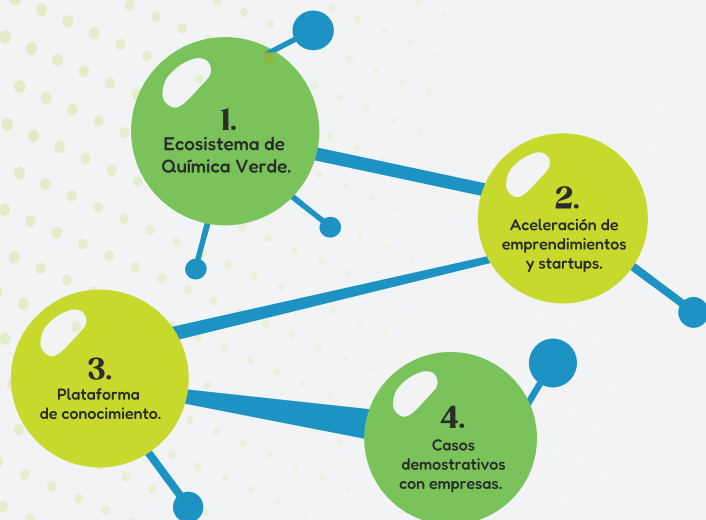 1.
Ecosistema de
Química Verde.
2.
Aceleración de
emprendimientos
y startups.
3.
Plataforma
de conocimiento.
4.
Casos
demostrativos
con empresas.